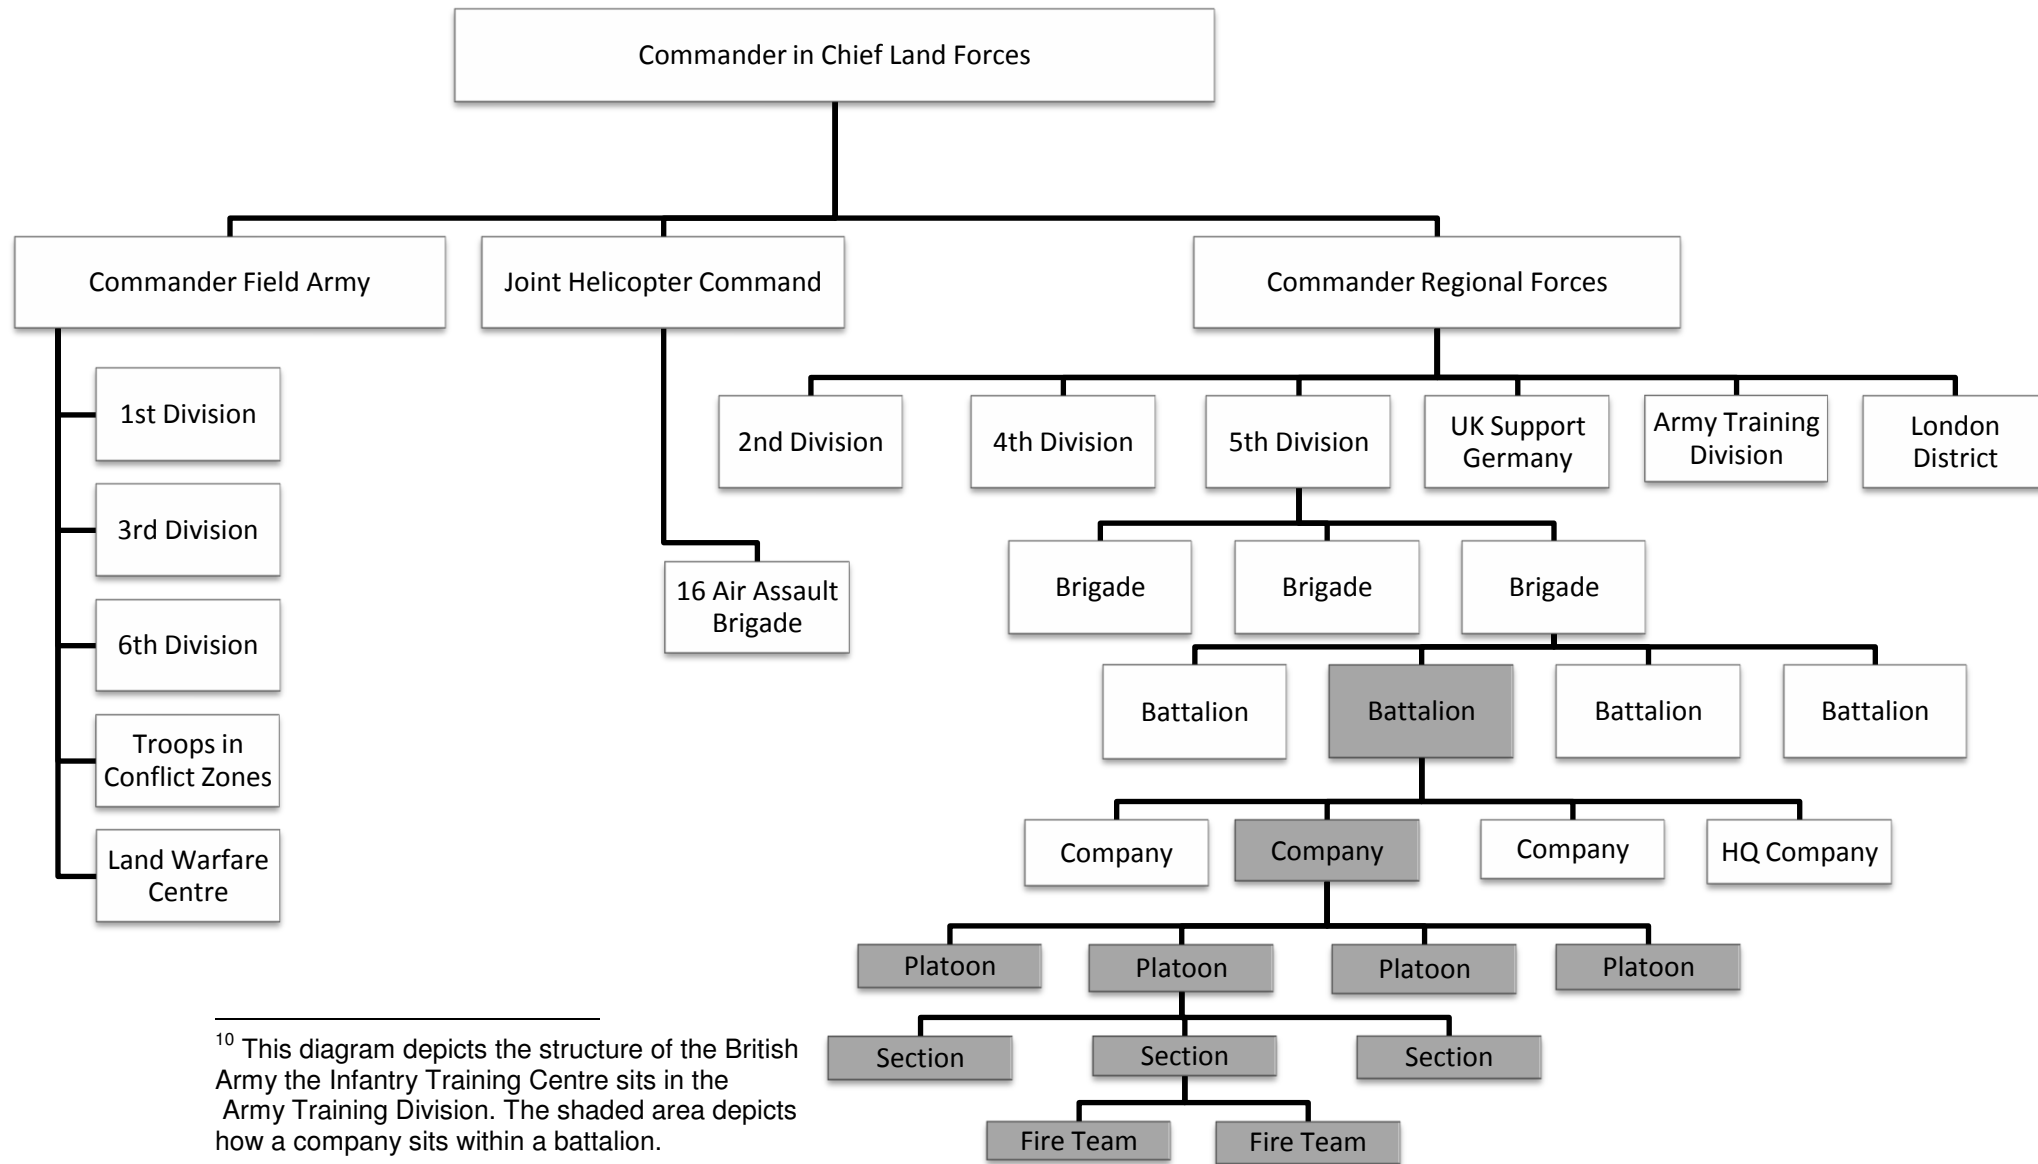 Commander in Chief Land Forces
Commander Field Army
Joint Helicopter Command
Commander Regional Forces
1st Division
3rd Division
6th Division
Troops in
Conflict Zones
Land Warfare
Centre
16 Air Assault
Brigade
2nd Division
4th Division
5th Division
UK Support
Germany
Army Training
Division
London
District
Brigade
Brigade
Brigade
Battalion
Battalion
Battalion
Battalion
Company
Company
Company
HQ Company
Platoon
Platoon
Platoon
Platoon
Section
Section
Section
Fire Team
Fire Team
10 This diagram depicts the structure of the British
Army the Infantry Training Centre sits in the
Army Training Division. The shaded area depicts
how a company sits within a battalion.